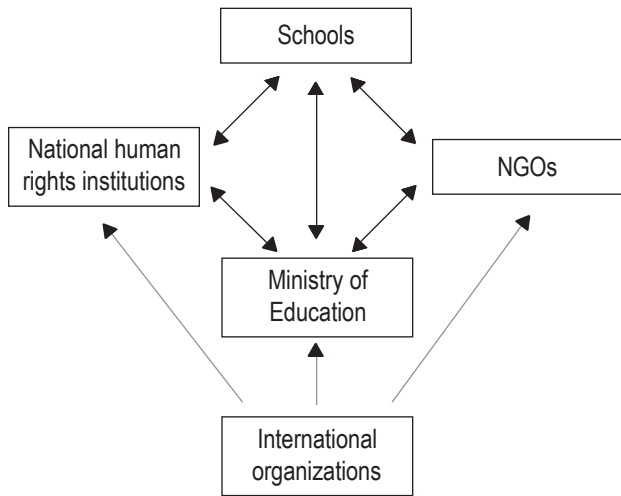 Schools
National human
rights institutions
NGOs
Ministry of
Education
International
organizations